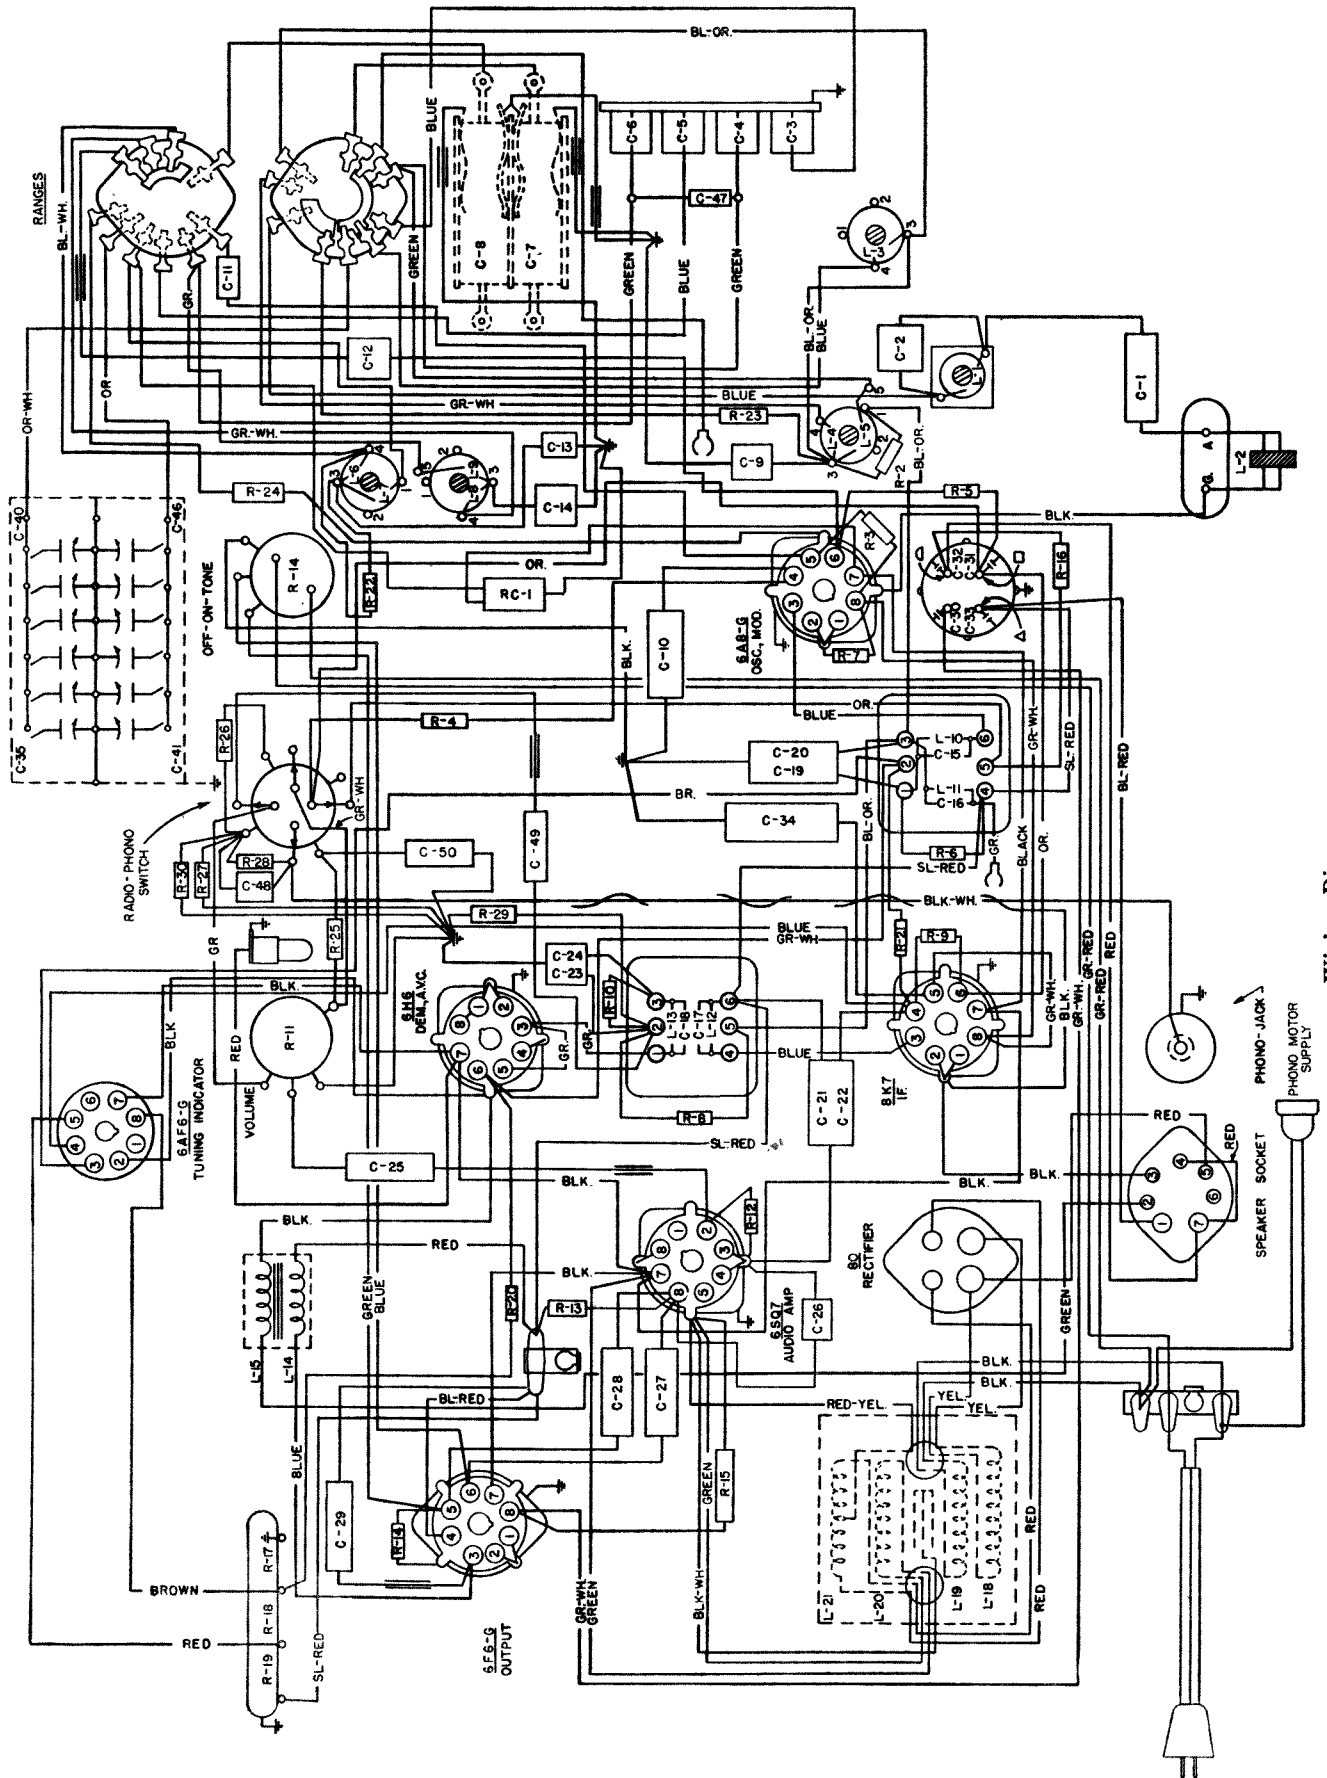 RANGES
BL-WH.
BL-OR.
BLUE
GR.
C-11
GREEN
C-8
C-7
C-6
C-5
C-4
C-3
C-47
GREEN
BLUE
GREEN
OR-WH
OR
C-12
GR-WH
GR-WH.
BL-OR.
BLUE
BLUE
L-3
1
2
3
4
C-2
L-1
C-1
A
G
L-2
C-40
C-46
C-35
C-41
OFF-ON-TONE
R-14
R-24
L-6
L-7
L-9
L-8
C-13
C-14
C-9
R-23
L-4
L-5
R-2
BL-OR.
R-22
RC-1
OR.
R-3
R-5
BLK.
C-32
C-31
C-30
C-33
R-16
6A8-G
OSC., MOD.
R-7
C-10
BLK.
R-4
R-26
RADIO-PHONO
SWITCH
GR-WH
R-30
R-27
R-28
C-48
C-50
C-49
BR.
C-20
C-19
C-34
BLUE
OR.
L-10
C-15
L-11
C-16
R-6
SL-RED
GR.
BL-OR.
GR-WH.
SL-RED
BL-RED
BLACK
OR.
BLK-WH.
GR
R-25
R-29
BLUE
GR-WH
R-21
R-9
BLK.
RED
R-11
VOLUME
BLK
6AF6-G
TUNING INDICATOR
6H6
DEM., A.V.C.
GR.
GR.
C-24
C-23
R-10
L-13
C-18
C-17
L-12
R-8
BLUE
SL-RED
C-21
C-22
8K7
I.F.
GR-WH.
BLK.
GR-WH.
GR-RED
GR-RED
RED
PHONO-JACK
PHONO MOTOR
SUPPLY
RED
RED
SPEAKER SOCKET
BLK.
BLK.
C-25
BLK.
BLK.
RED
BLK.
R-12
80
RECTIFIER
GREEN
L-15
L-14
GREEN
BLUE
R-20
R-13
6SQ7
AUDIO AMP
C-26
BLUE
BL-RED
C-28
C-27
RED-YEL.
YEL.
YEL.
BLK.
BLK.
C-29
R-14
R-15
GREEN
BLK-WH
GR-WH.
GREEN
L-21
L-20
L-19
L-18
RED
RED
BROWN
RED
R-17
R-18
R-19
SL-RED
6F6-G
OUTPUT